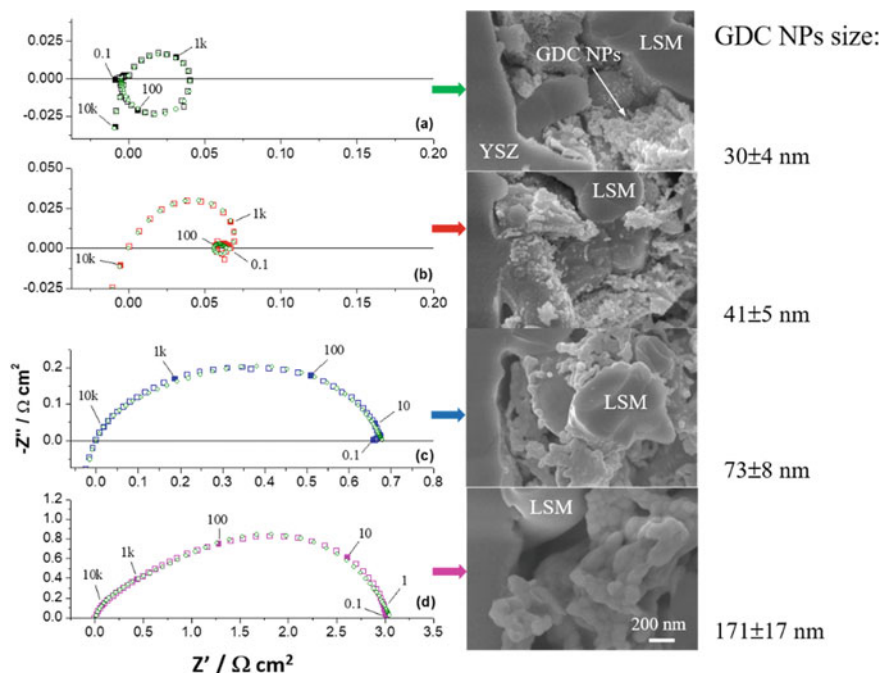 0.025
0.000
-0.025
0.1
1k
100
10k
(a)
0.00
0.05
0.10
0.15
0.20
GDC NPs
LSM
YSZ
GDC NPs size:
30±4 nm
0.050
0.025
0.000
-0.025
100
1k
10k
0.1
(b)
0.00
0.05
0.10
0.15
0.20
LSM
41±5 nm
-Z" / Ω cm²
0.2
0.1
0.0
10k
1k
100
10
0.1
(c)
0.0
0.1
0.2
0.3
0.4
0.5
0.6
0.7
0.8
LSM
73±8 nm
1.2
1.0
0.8
0.6
0.4
0.2
0.0
10k
1k
100
10
1
0.1
(d)
0.0
0.5
1.0
1.5
2.0
2.5
3.0
3.5
Z' / Ω cm²
LSM
200 nm
171±17 nm